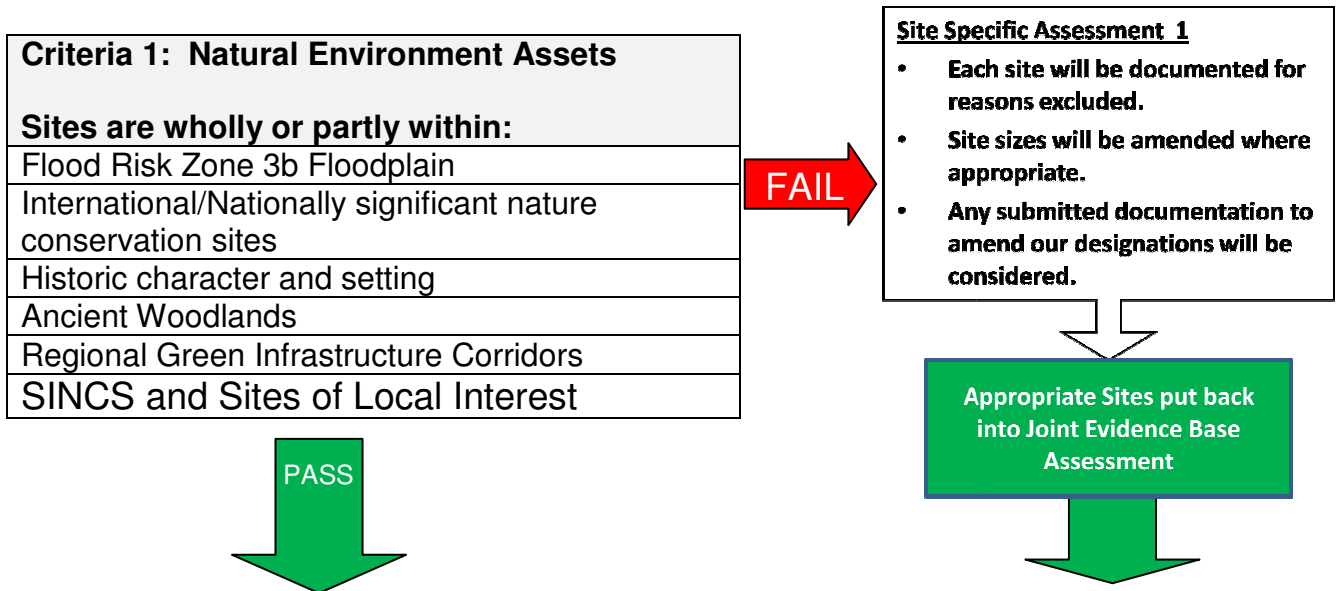 Criteria 1: Natural Environment Assets
Sites are wholly or partly within:
Flood Risk Zone 3b Floodplain
International/Nationally significant nature
conservation sites
Historic character and setting
Ancient Woodlands
Regional Green Infrastructure Corridors
SINCS and Sites of Local Interest
PASS
FAIL
Site Specific Assessment 1
• Each site will be documented for
reasons excluded.
• Site sizes will be amended where
appropriate.
• Any submitted documentation to
amend our designations will be
considered.
Appropriate Sites put back
into Joint Evidence Base
Assessment